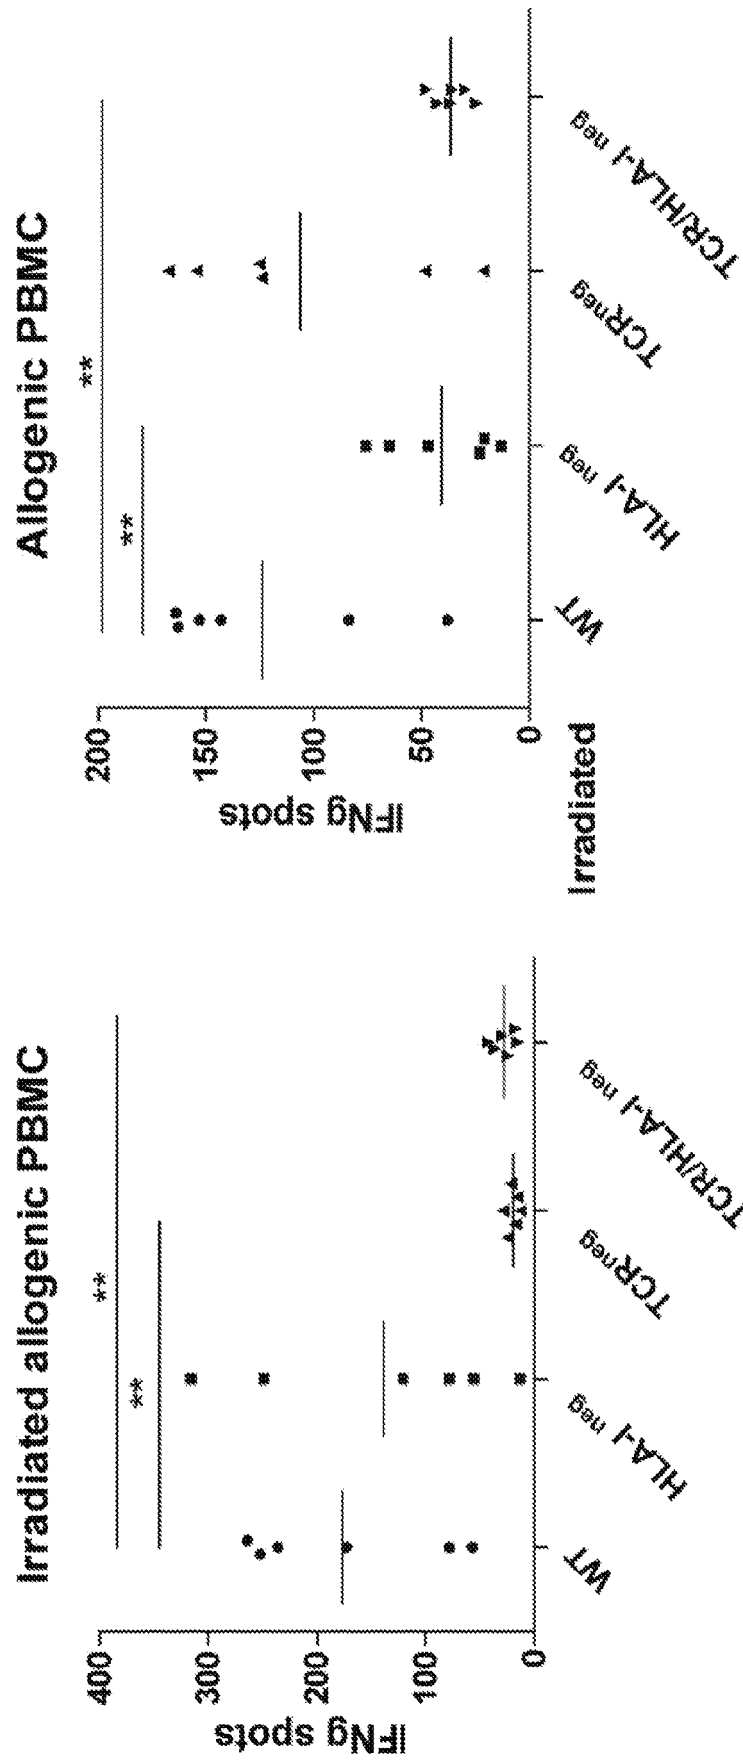 Irradiated allogenic PBMC
**
**
400
300
200
100
0
IFNg spots
WT
HLA-I neg
TCRneg
TCR/HLA-I neg
Allogenic PBMC
**
**
200
150
100
50
0
IFNg spots
Irradiated
WT
HLA-I neg
TCRneg
TCR/HLA-I neg